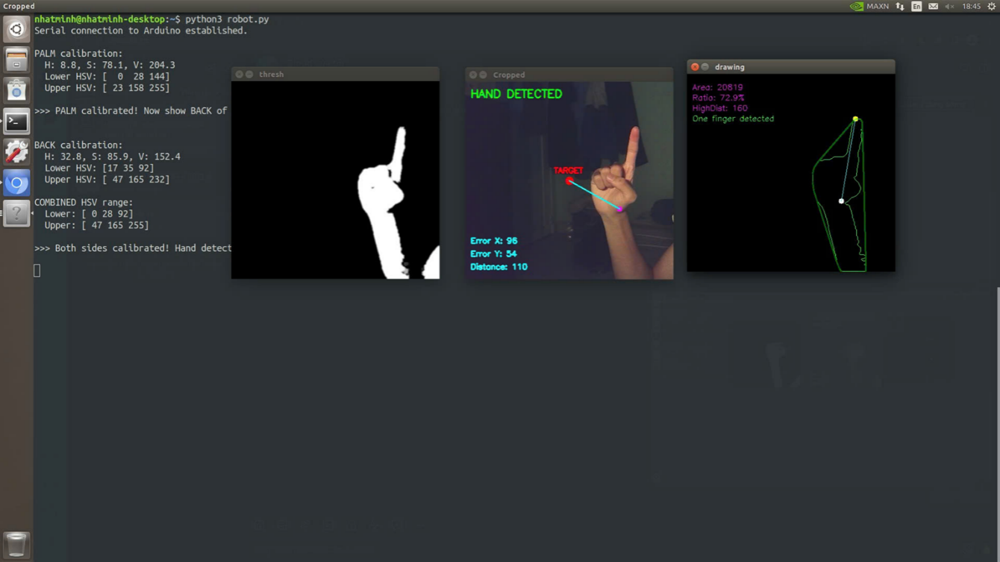 Cropped
MAXN
En
18:45
nhatminh@nhatminh-desktop:~$ python3 robot.py
Serial connection to Arduino established.
PALM calibration:
H: 8.8, S: 78.1, V: 204.3
Lower HSV: [  0  28 144]
Upper HSV: [ 23 158 255]
>>> PALM calibrated! Now show BACK of
BACK calibration:
H: 32.8, S: 85.9, V: 152.4
Lower HSV: [17 35 92]
Upper HSV: [ 47 165 232]
COMBINED HSV range:
Lower: [ 0 28 92]
Upper: [ 47 165 255]
>>> Both sides calibrated! Hand detect
thresh
Cropped
HAND DETECTED
TARGET
Error X: 96
Error Y: 54
Distance: 110
drawing
Area: 20819
Ratio: 72.9%
HighDist: 160
One finger detected